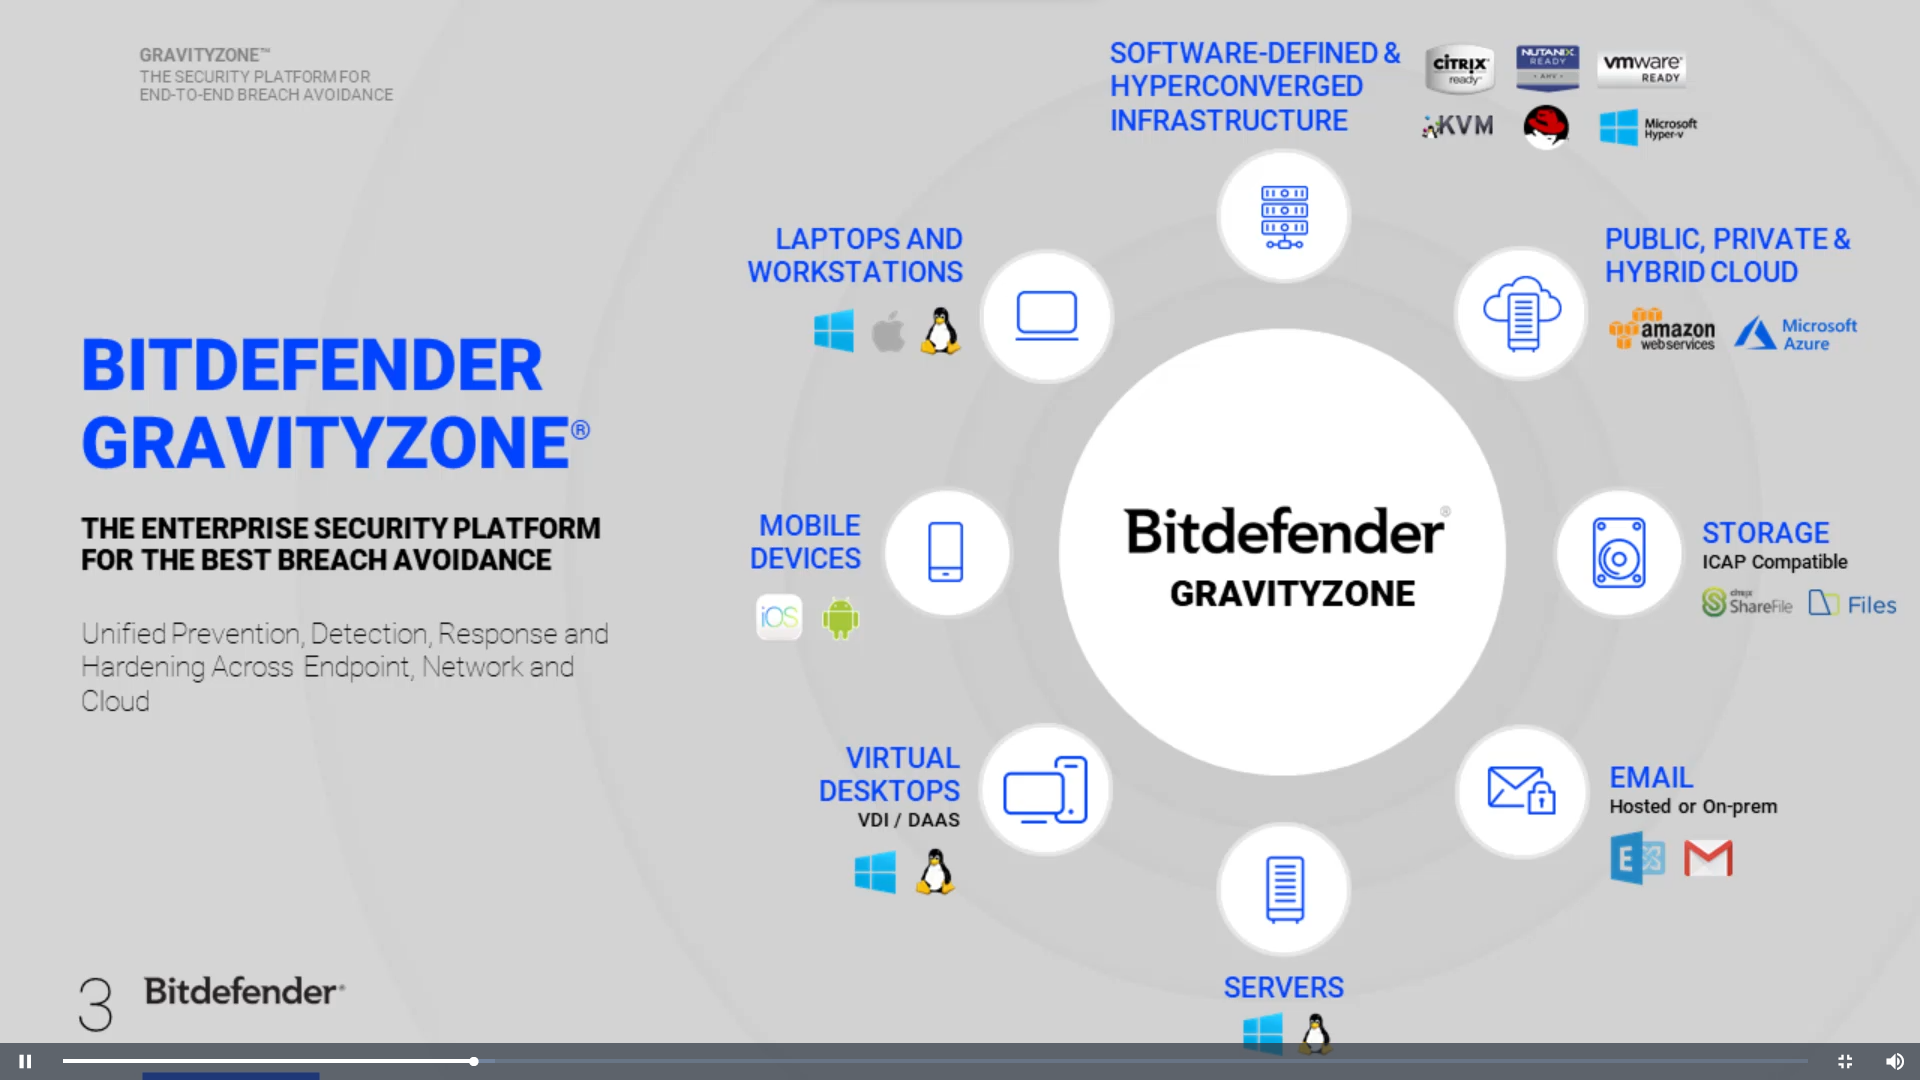 GRAVITYZONE™
THE SECURITY PLATFORM FOR
END-TO-END BREACH AVOIDANCE
BITDEFENDER
GRAVITYZONE®
THE ENTERPRISE SECURITY PLATFORM
FOR THE BEST BREACH AVOIDANCE
Unified Prevention, Detection, Response and
Hardening Across Endpoint, Network and
Cloud
SOFTWARE-DEFINED &
HYPERCONVERGED
INFRASTRUCTURE
CITRIX®
ready™
NUTANIX
READY
AHV
vmware®
READY
KVM
Microsoft
Hyper-v
LAPTOPS AND
WORKSTATIONS
PUBLIC, PRIVATE &
HYBRID CLOUD
amazon
webservices
Microsoft
Azure
MOBILE
DEVICES
iOS
Bitdefender®
GRAVITYZONE
STORAGE
ICAP Compatible
citrix
ShareFile
Files
VIRTUAL
DESKTOPS
VDI / DAAS
EMAIL
Hosted or On-prem
E
SERVERS
3
Bitdefender®